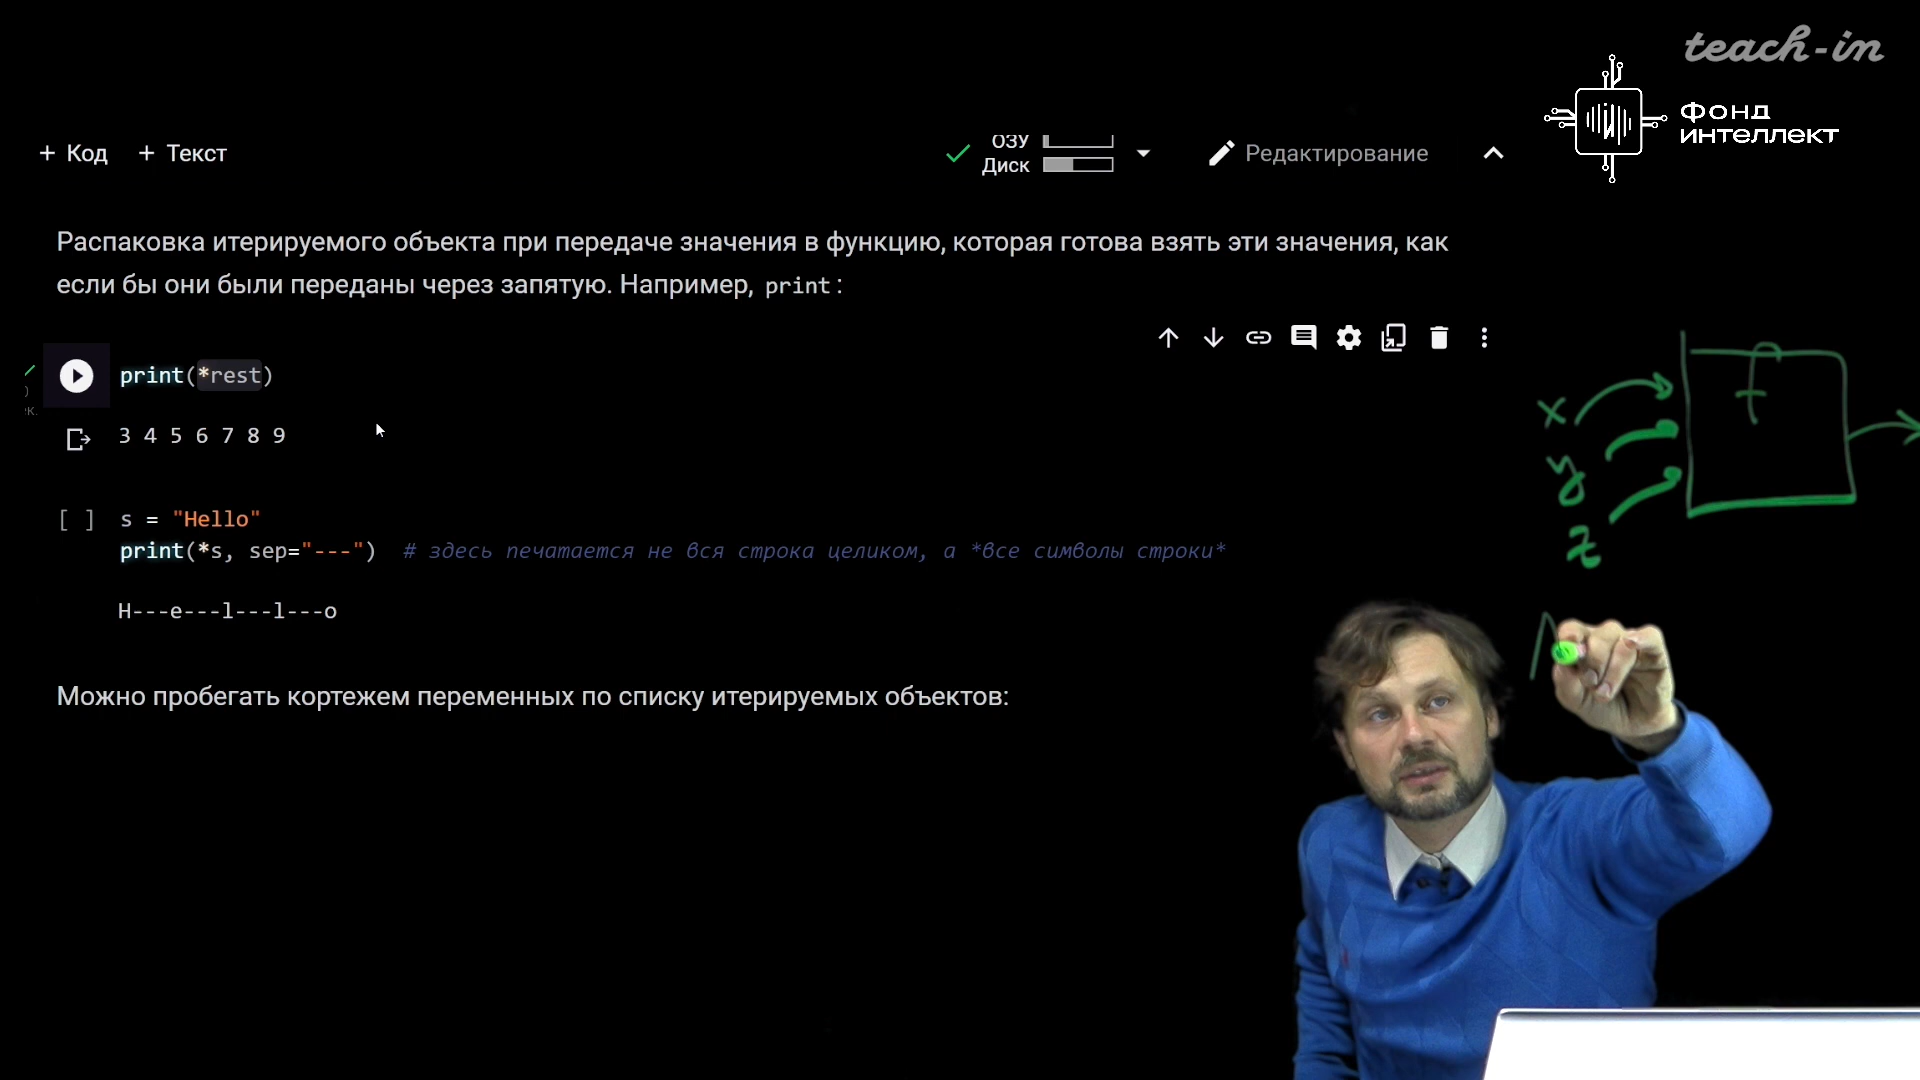 teach-in
Фонд
интеллект
+ Код + Текст
ОЗУ
Диск
Редактирование
Распаковка итерируемого объекта при передаче значения в функцию, которая готова взять эти значения, как
если бы они были переданы через запятую. Например, print:
print(*rest)
3 4 5 6 7 8 9
[ ] s = "Hello"
print(*s, sep="---") # здесь печатается не вся строка целиком, а *все символы строки*
H---e---l---l---o
Можно пробегать кортежем переменных по списку итерируемых объектов:
x
y
z
f